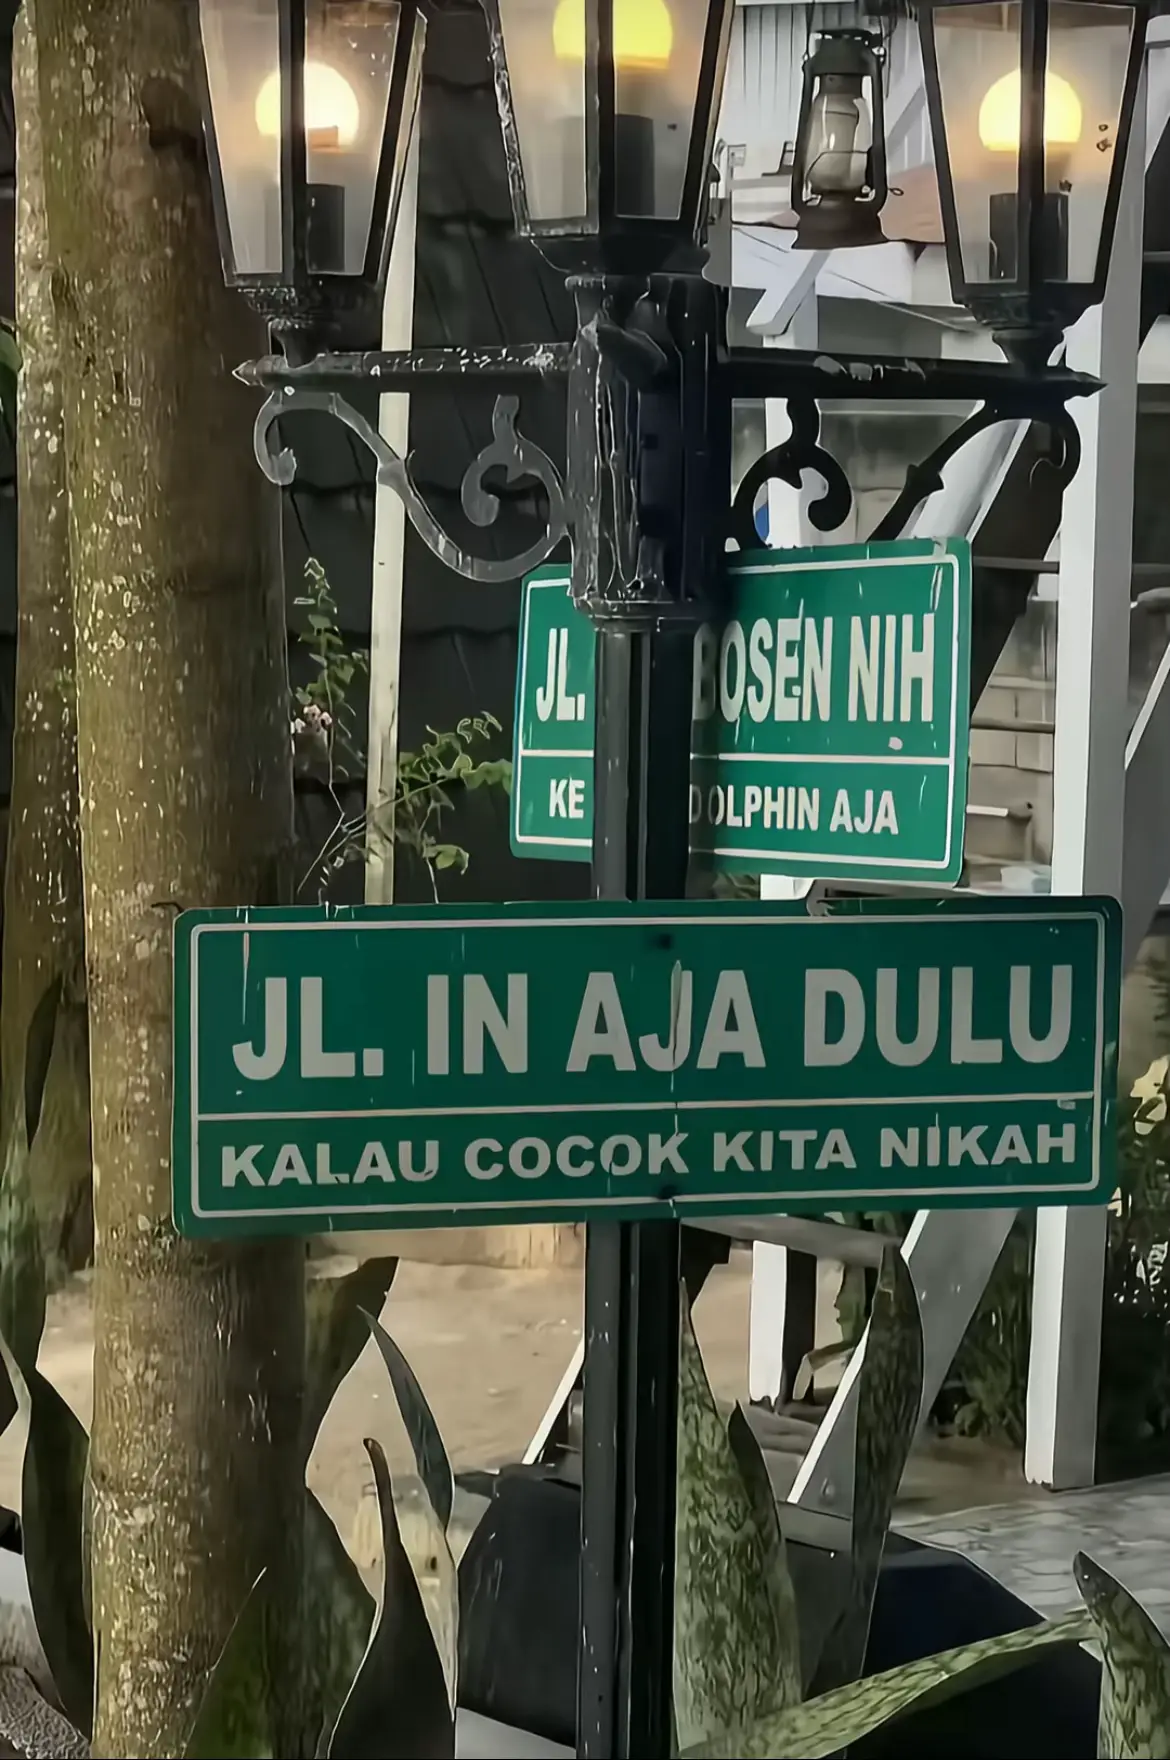 JL. BOSEN NIH
KE DOLPHIN AJA
JL. IN AJA DULU
KALAU COCOK KITA NIKAH